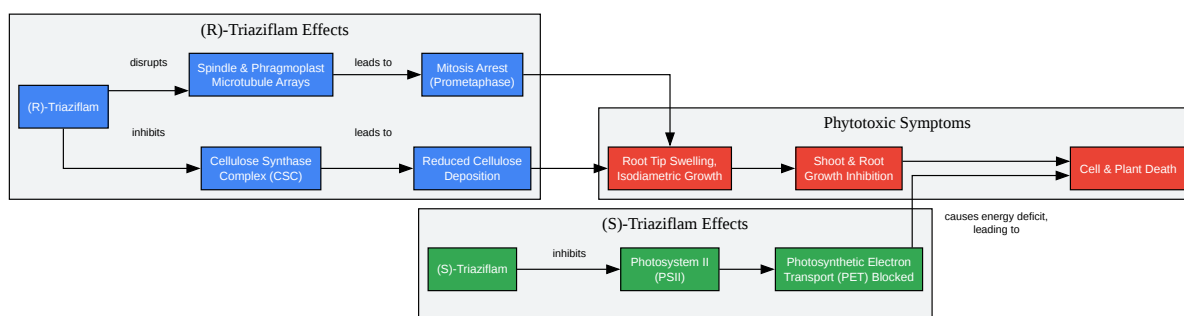 (R)-Triaziflam Effects
disrupts
Spindle & Phragmoplast
Microtubule Arrays
leads to
Mitosis Arrest
(Prometaphase)
(R)-Triaziflam
inhibits
Cellulose Synthase
Complex (CSC)
leads to
Reduced Cellulose
Deposition
Phytotoxic Symptoms
Root Tip Swelling,
Isodiametric Growth
Shoot & Root
Growth Inhibition
Cell & Plant Death
(S)-Triaziflam Effects
(S)-Triaziflam
inhibits
Photosystem II
(PSII)
Photosynthetic Electron
Transport (PET) Blocked
causes energy deficit,
leading to